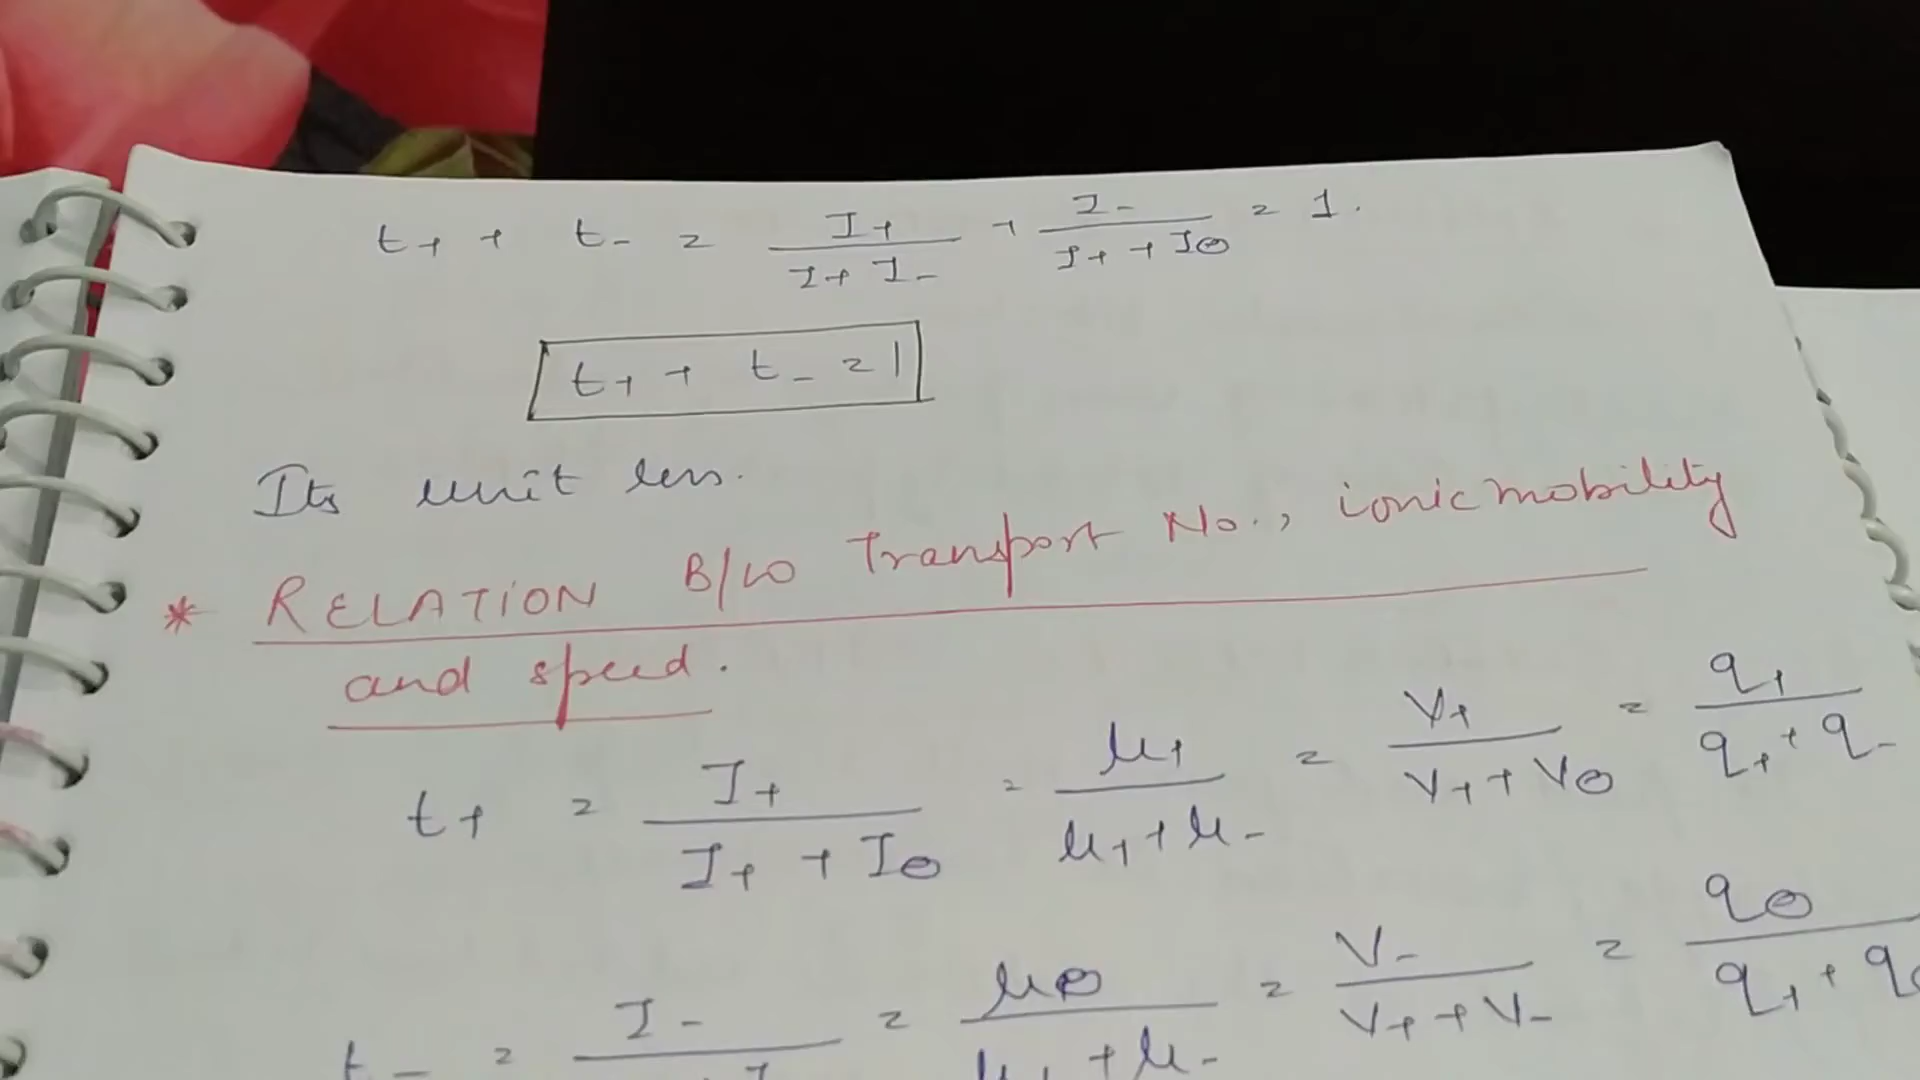 t+ + t- = I+ / I+ I- + I- / I+ + I⊖ = 1.
t+ + t- = 1
Its unit less.
* RELATION B/W Transport No., ionic mobility
and speed.
t+ = I+ / I+ + I⊖ = μ+ / μ+ + μ- = V+ / V+ + V⊖ = q+ / q+ + q-
t- = I- / = μ⊖ / μ+ + μ- = V- / V+ + V- = q⊖ / q+ + q